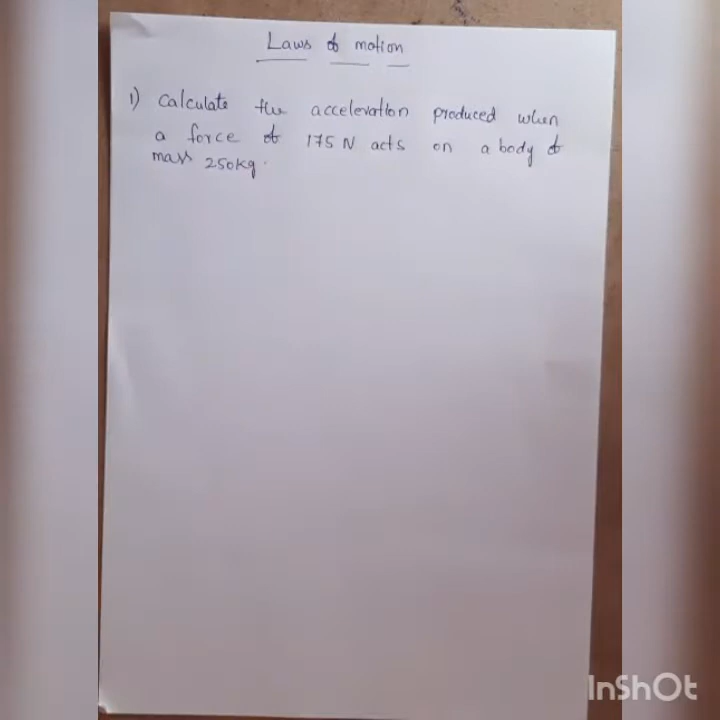 Laws of motion
1) Calculate the acceleration produced when
a force of 175 N acts on a body of
mass 250kg.
InShOt